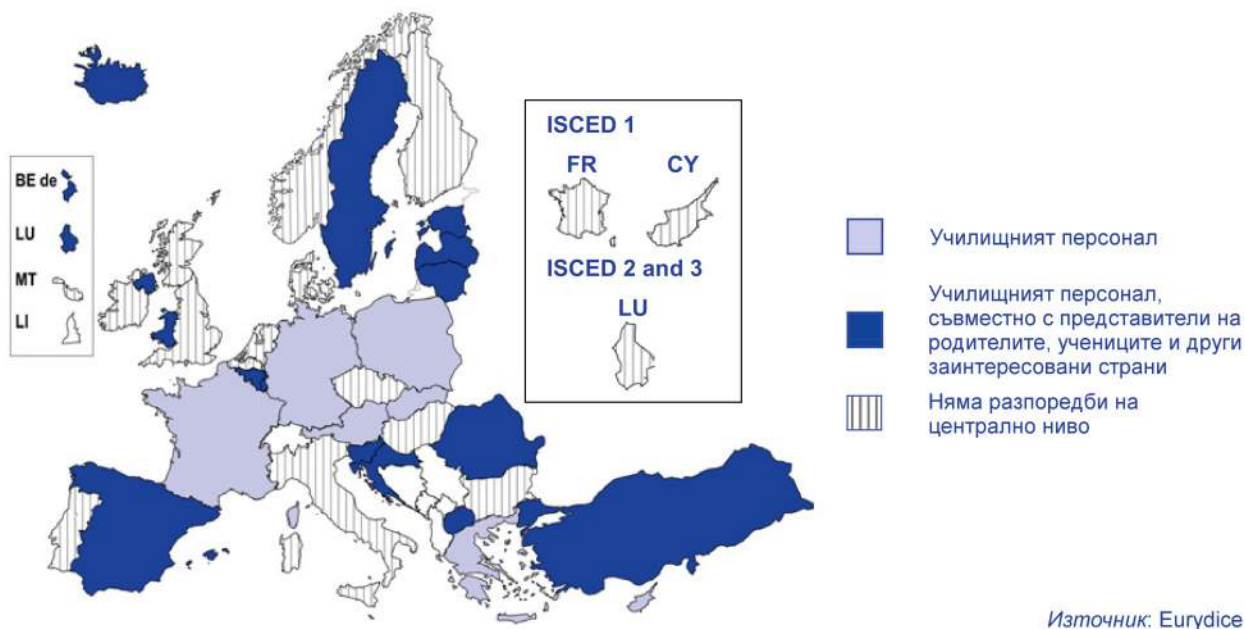 BE de
LU
MT
LI
ISCED 1
FR CY
ISCED 2 and 3
LU
Училищният персонал
Училищният персонал,
съвместно с представители на
родителите, учениците и други
заинтересовани страни
Няма разпоредби на
централно ниво
Източник: Eurydice